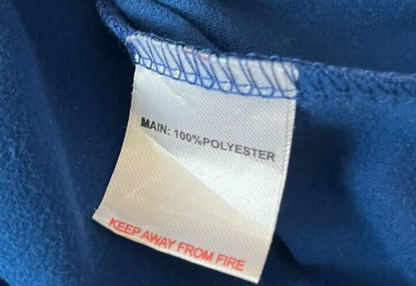 MAIN: 100%POLYESTER
KEEP AWAY FROM FIRE